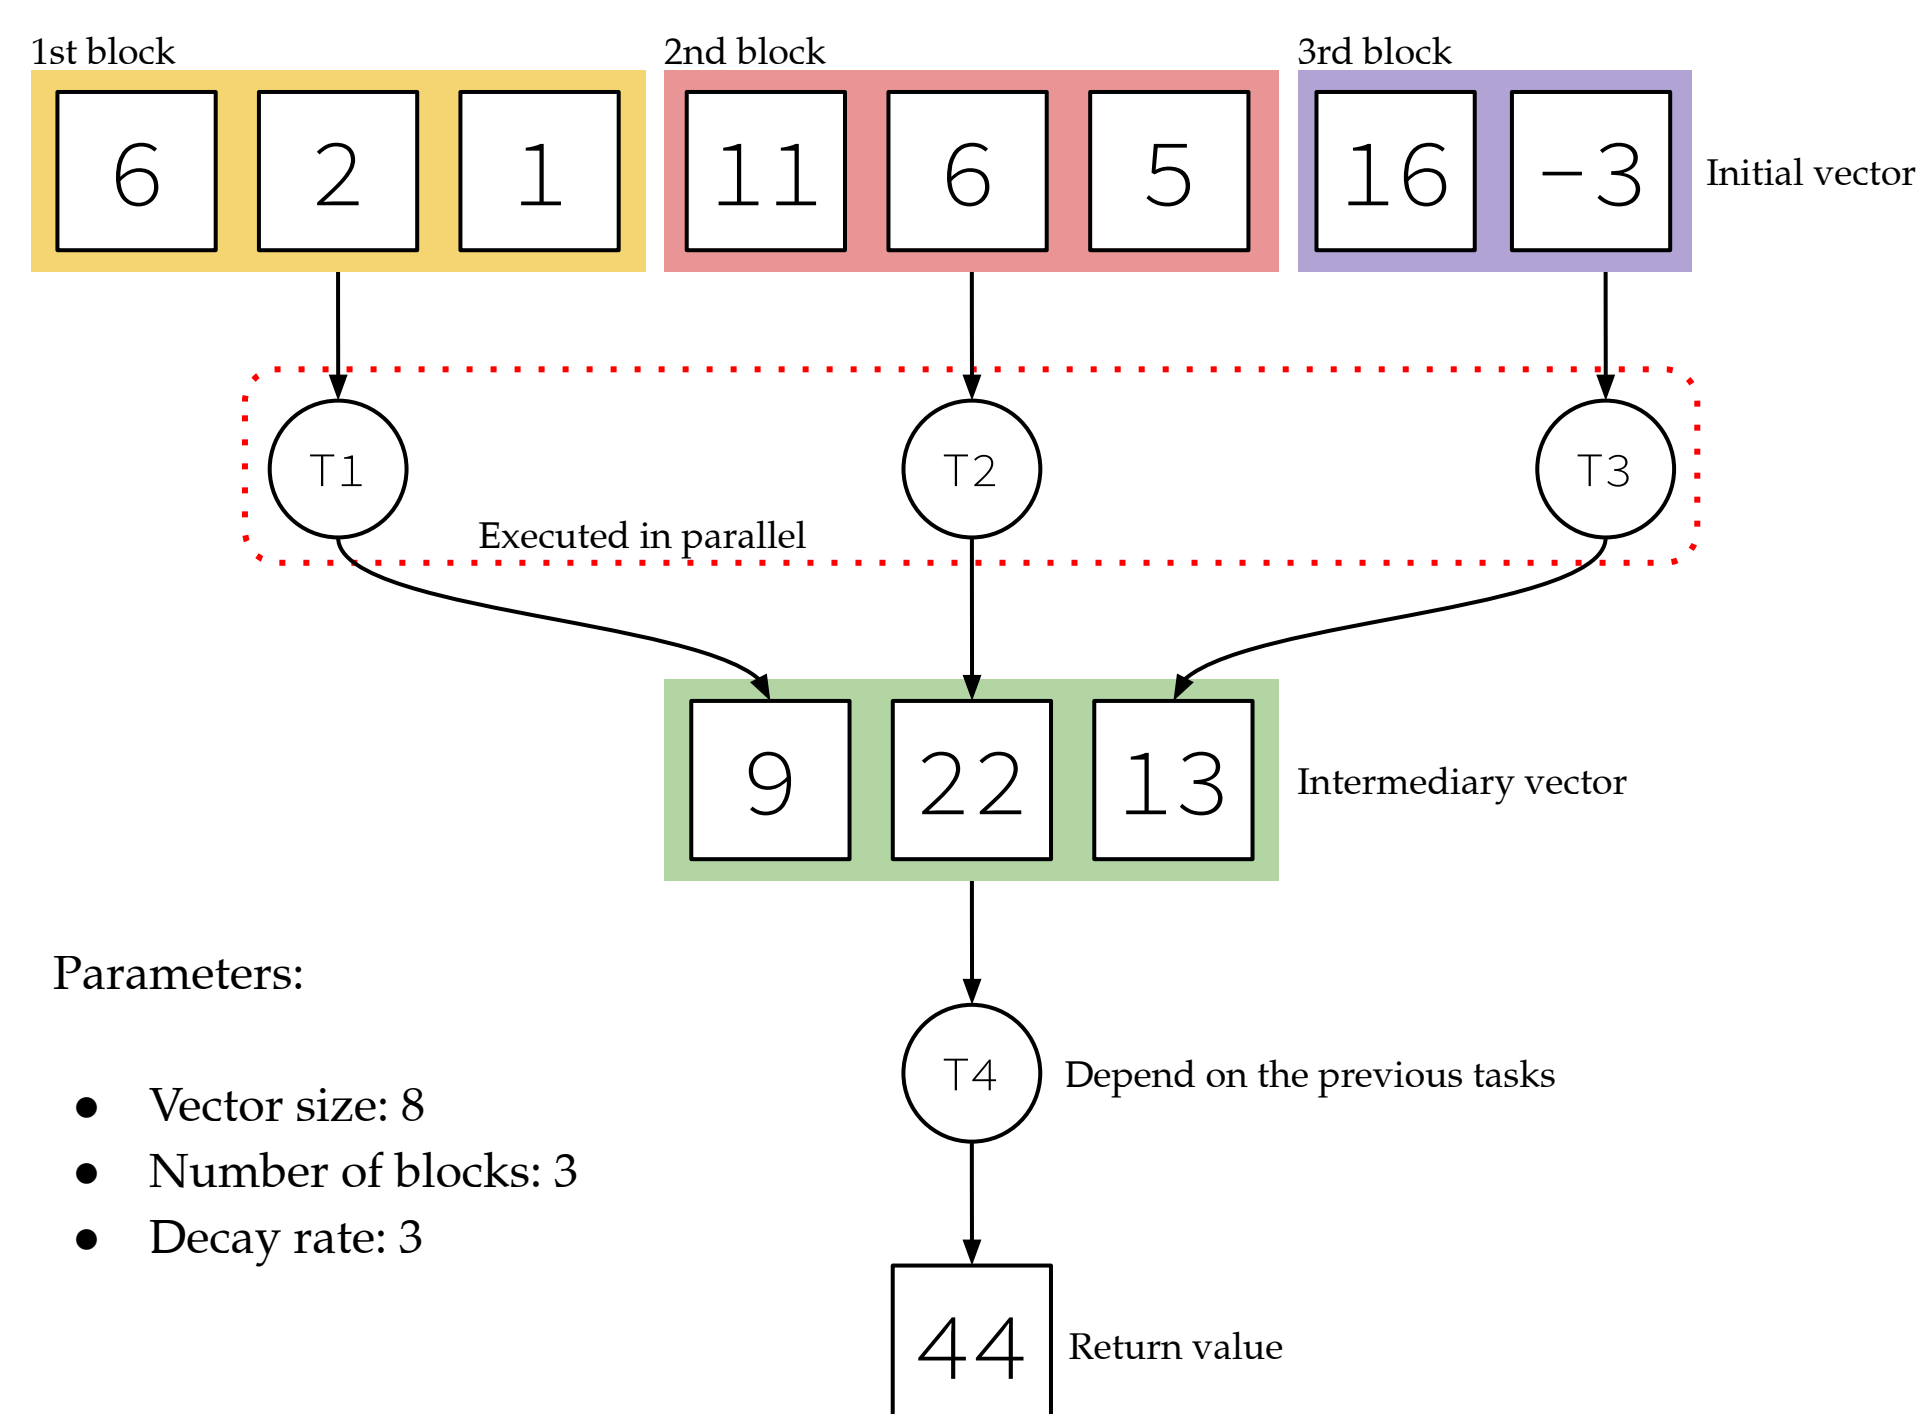 1st block 2nd block 3rd block
6 2 1 11 6 5 16 -3 Initial vector
T1 T2 T3
Executed in parallel
9 22 13 Intermediary vector
Parameters:
T4 Depend on the previous tasks
● Vector size: 8
● Number of blocks: 3
● Decay rate: 3
44 Return value